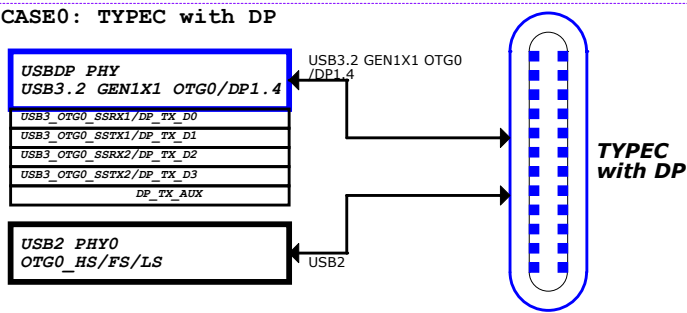 CASE0: TYPEC with DP
USBDP PHY
USB3.2 GEN1X1 OTG0/DP1.4
USB3_OTG0_SSRX1/DP_TX_D0
USB3_OTG0_SSTX1/DP_TX_D1
USB3_OTG0_SSRX2/DP_TX_D2
USB3_OTG0_SSTX2/DP_TX_D3
DP_TX_AUX
USB3.2 GEN1X1 OTG0
/DP1.4
TYPEC
with DP
USB2 PHY0
OTG0_HS/FS/LS
USB2